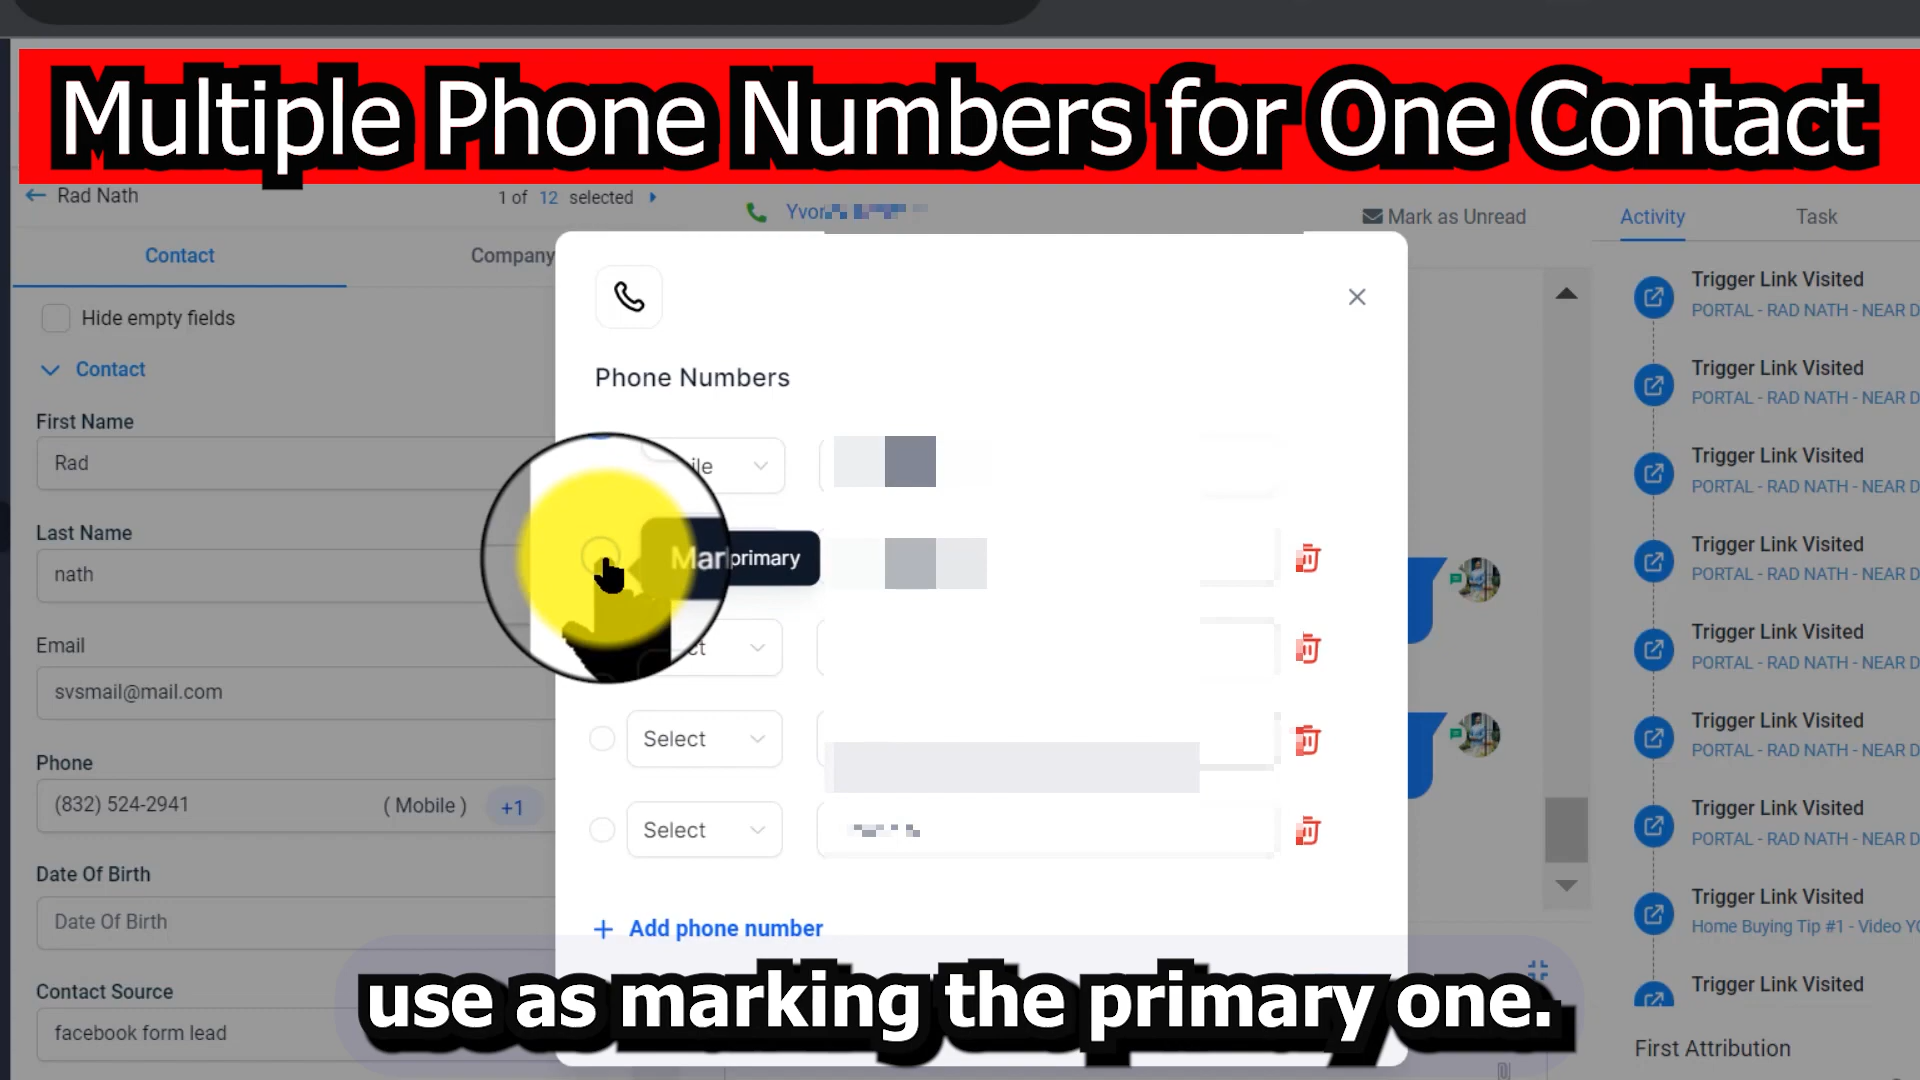 Multiple Phone Numbers for One Contact
Rad Nath
1 of 12 selected
Mark as Unread
Activity
Task
Contact
Company
Hide empty fields
Contact
First Name
Rad
Last Name
nath
Email
svsmail@mail.com
Phone
(832) 524-2941 ( Mobile ) +1
Date Of Birth
Date Of Birth
Contact Source
facebook form lead
Phone Numbers
primary
Select
Select
+ Add phone number
use as marking the primary one.
Trigger Link Visited
PORTAL - RAD NATH - NEAR D
Trigger Link Visited
PORTAL - RAD NATH - NEAR D
Trigger Link Visited
PORTAL - RAD NATH - NEAR D
Trigger Link Visited
PORTAL - RAD NATH - NEAR D
Trigger Link Visited
PORTAL - RAD NATH - NEAR D
Trigger Link Visited
PORTAL - RAD NATH - NEAR D
Trigger Link Visited
PORTAL - RAD NATH - NEAR D
Trigger Link Visited
Home Buying Tip #1 - Video YO
Trigger Link Visited
First Attribution